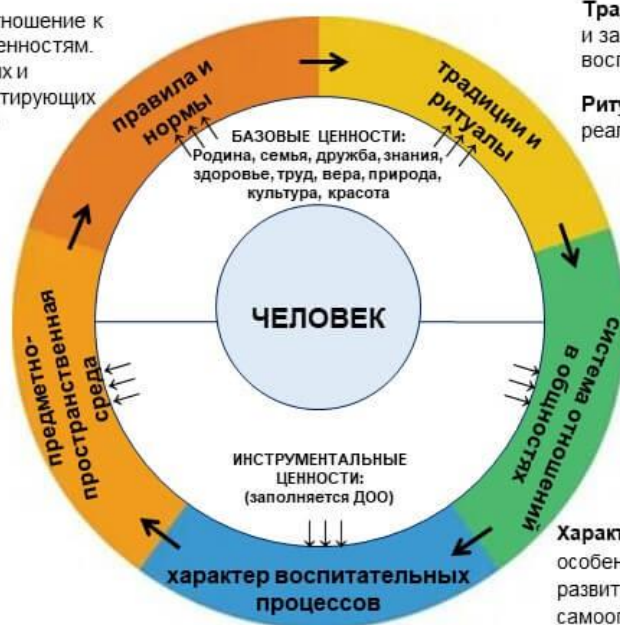 ношение к
енностям.
их и
тирующих
Тра
и за
восп
Риту
реал
правила и
нормы
традиции и
ритуалы
БАЗОВЫЕ ЦЕННОСТИ:
Родина, семья, дружба, знания,
здоровье, труд, вера, природа,
культура, красота
ЧЕЛОВЕК
предметно-
пространственная
среда
система отношений
в общностях
ИНСТРУМЕНТАЛЬНЫЕ
ЦЕННОСТИ:
(заполняется ДОО)
характер воспитательных
процессов
Характ
особен
развит
самооп